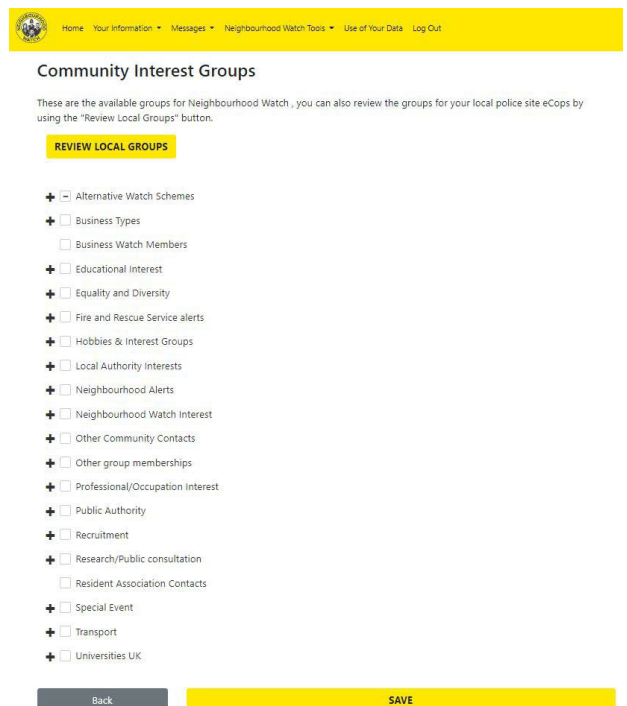 NEIGHBOURHOOD WATCH
Home Your Information Messages Neighbourhood Watch Tools Use of Your Data Log Out
Community Interest Groups
These are the available groups for Neighbourhood Watch , you can also review the groups for your local police site eCops by
using the "Review Local Groups" button.
REVIEW LOCAL GROUPS
Alternative Watch Schemes
Business Types
Business Watch Members
Educational Interest
Equality and Diversity
Fire and Rescue Service alerts
Hobbies & Interest Groups
Local Authority Interests
Neighbourhood Alerts
Neighbourhood Watch Interest
Other Community Contacts
Other group memberships
Professional/Occupation Interest
Public Authority
Recruitment
Research/Public consultation
Resident Association Contacts
Special Event
Transport
Universities UK
Back SAVE